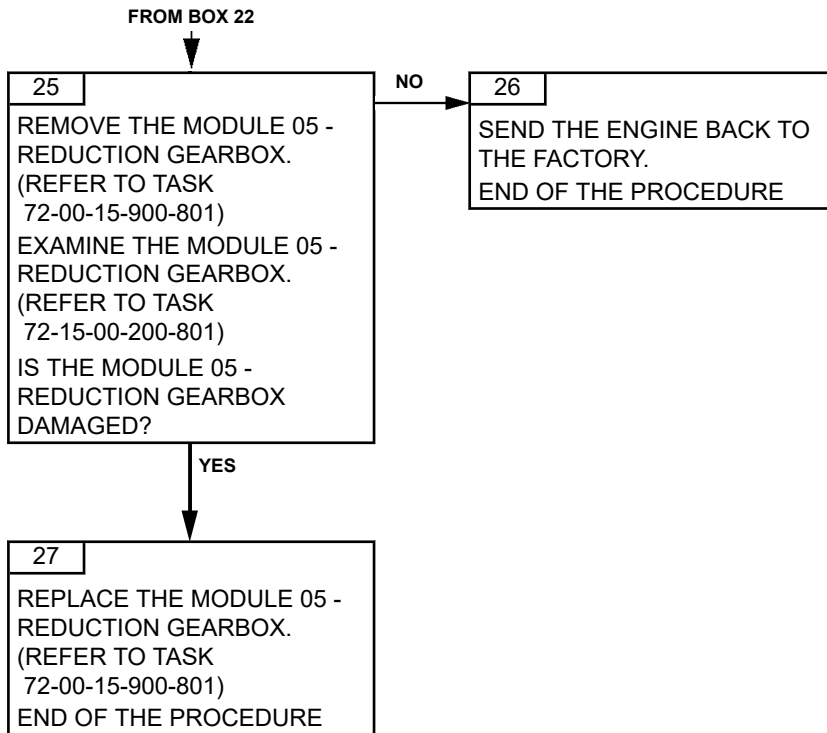 FROM BOX 22
25
REMOVE THE MODULE 05 -
REDUCTION GEARBOX.
(REFER TO TASK
72-00-15-900-801)
EXAMINE THE MODULE 05 -
REDUCTION GEARBOX.
(REFER TO TASK
72-15-00-200-801)
IS THE MODULE 05 -
REDUCTION GEARBOX
DAMAGED?
NO
26
SEND THE ENGINE BACK TO
THE FACTORY.
END OF THE PROCEDURE
YES
27
REPLACE THE MODULE 05 -
REDUCTION GEARBOX.
(REFER TO TASK
72-00-15-900-801)
END OF THE PROCEDURE